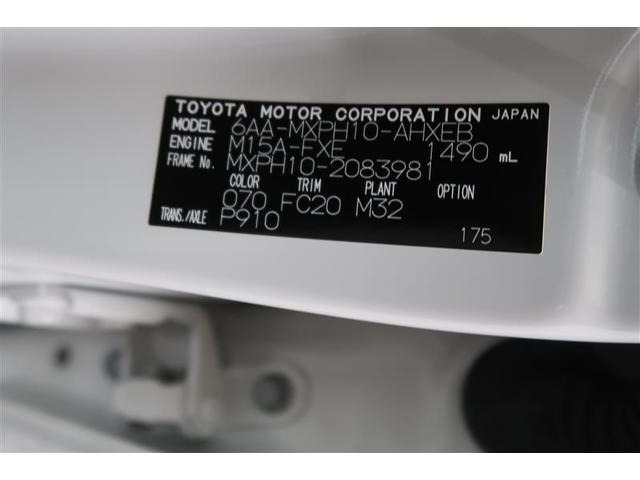 TOYOTA MOTOR CORPORATION JAPAN
MODEL 6AA-MXPH10-AHXEB
ENGINE M15A-FXE 1490 mL
FRAME No. MXPH10-2083981
COLOR TRIM PLANT OPTION
070 FC20 M32
TRANS./AXLE P910
175